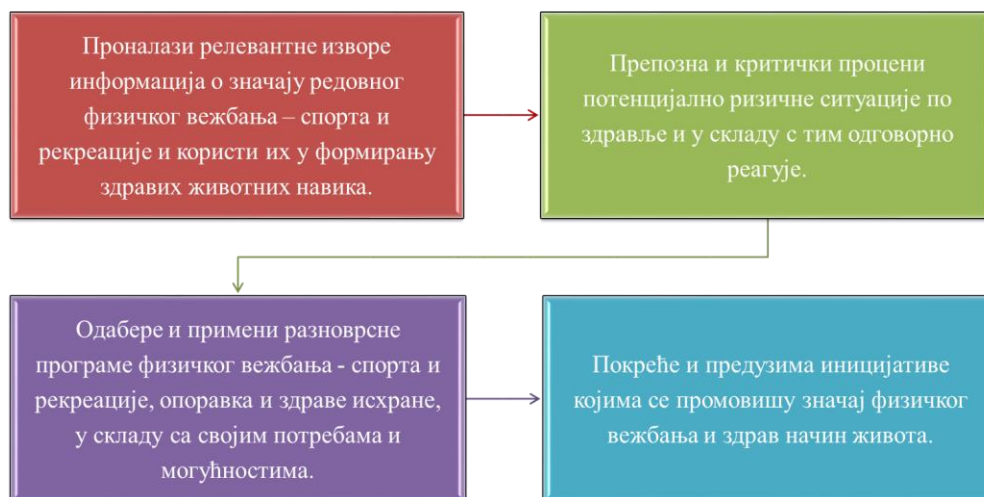 Проналази релевантне изворе
информација о значају редовног
физичког вежбања – спорта и
рекреације и користи их у формирању
здравих животних навика.
Препозна и критички процени
потенцијално ризичне ситуације по
здравље и у складу с тим одговорно
реагује.
Одабере и примени разноврсне
програме физичког вежбања - спорта и
рекреације, опоравка и здраве исхране,
у складу са својим потребама и
могућностима.
Покреће и предузима иницијативе
којима се промовишу значај физичког
вежбања и здрав начин живота.